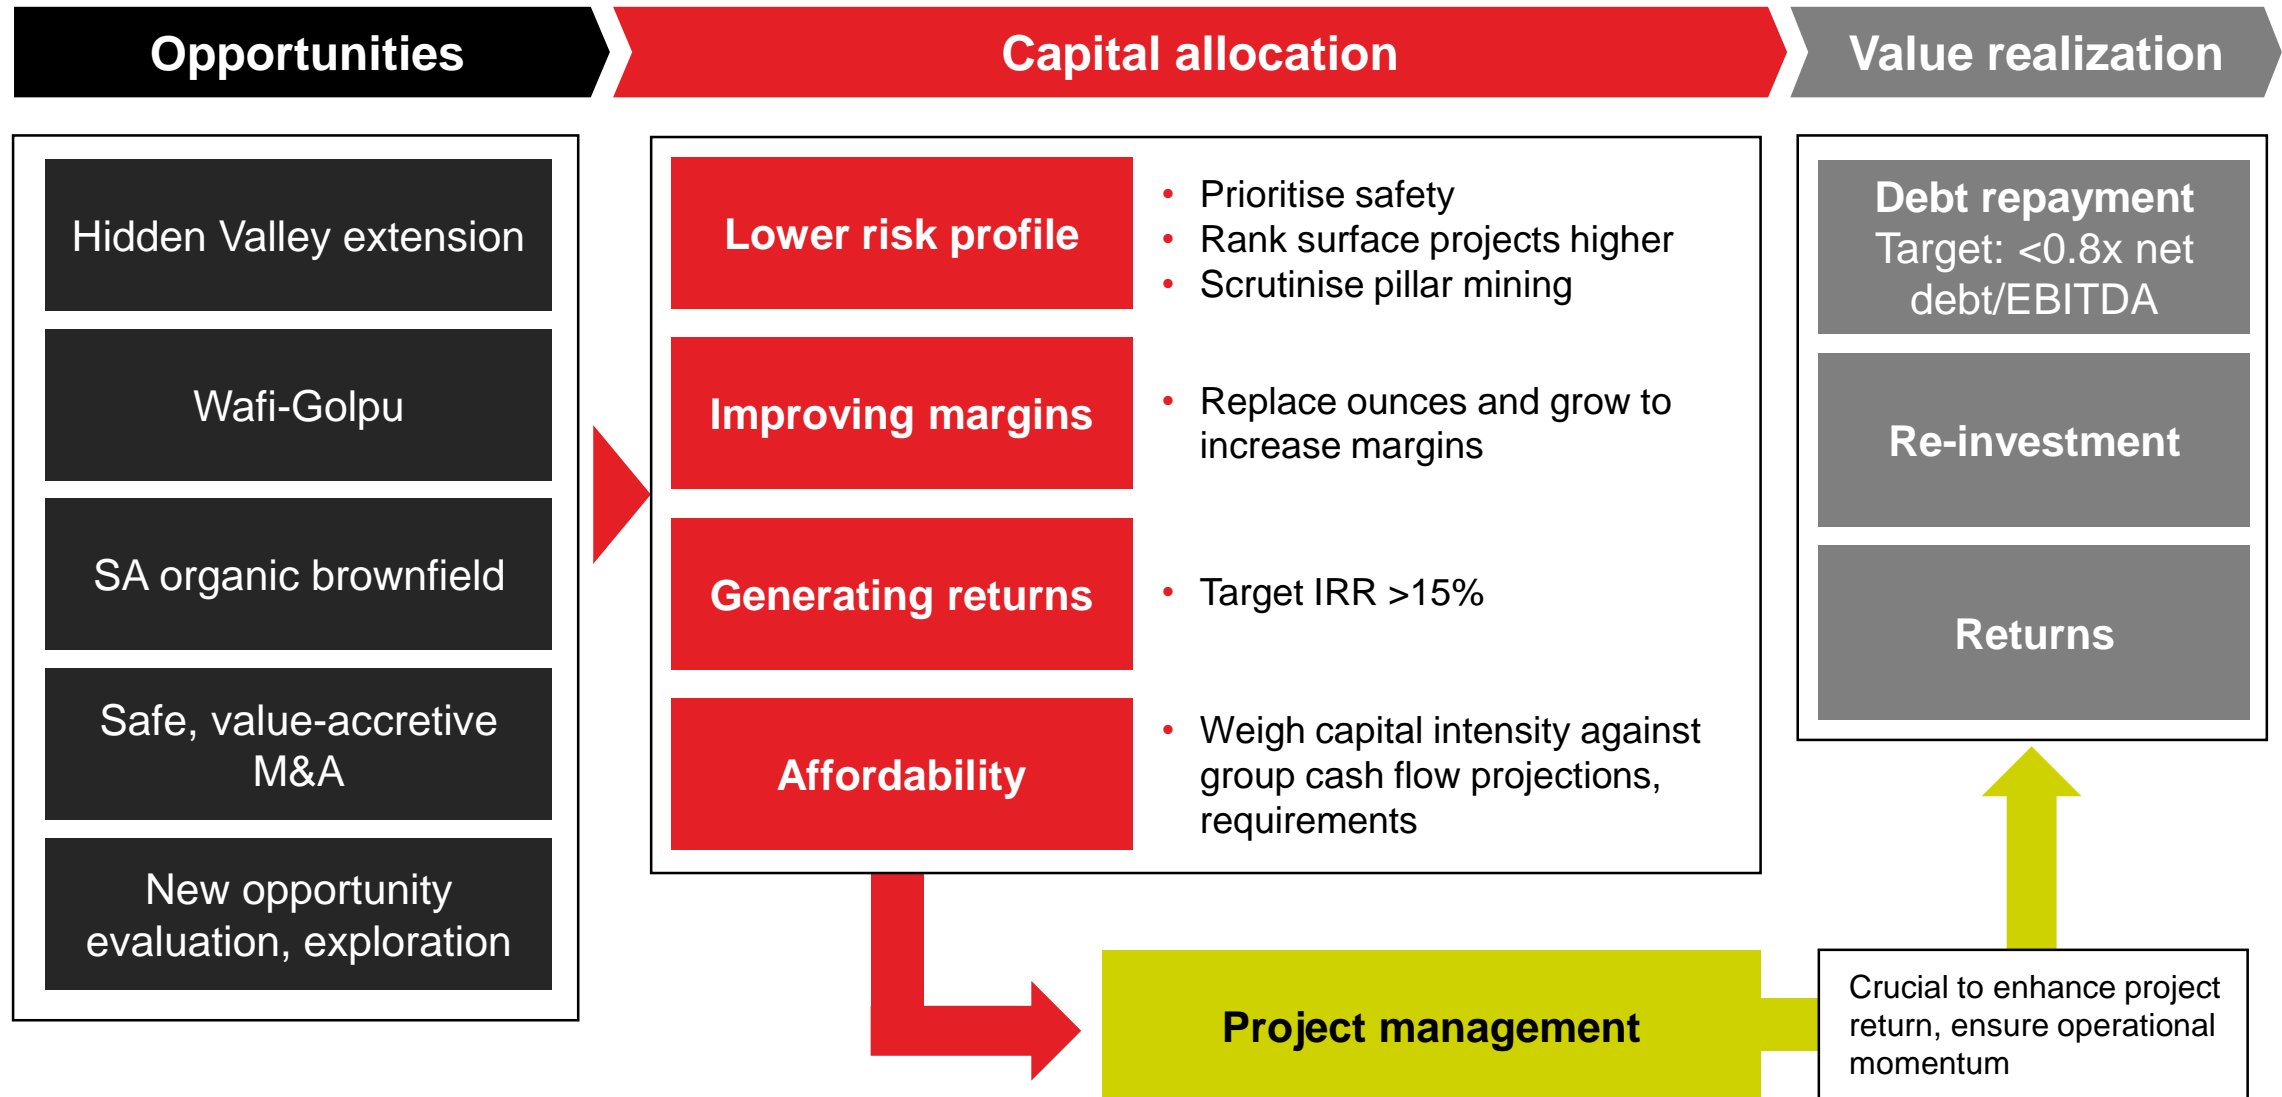 Opportunities
Capital allocation
Value realization
Hidden Valley extension
Wafi-Golpu
SA organic brownfield
Safe, value-accretive
M&A
New opportunity
evaluation, exploration
Lower risk profile
• Prioritise safety
• Rank surface projects higher
• Scrutinise pillar mining
Improving margins
• Replace ounces and grow to
increase margins
Generating returns
• Target IRR >15%
Affordability
• Weigh capital intensity against
group cash flow projections,
requirements
Debt repayment
Target: <0.8x net
debt/EBITDA
Re-investment
Returns
Project management
Crucial to enhance project
return, ensure operational
momentum